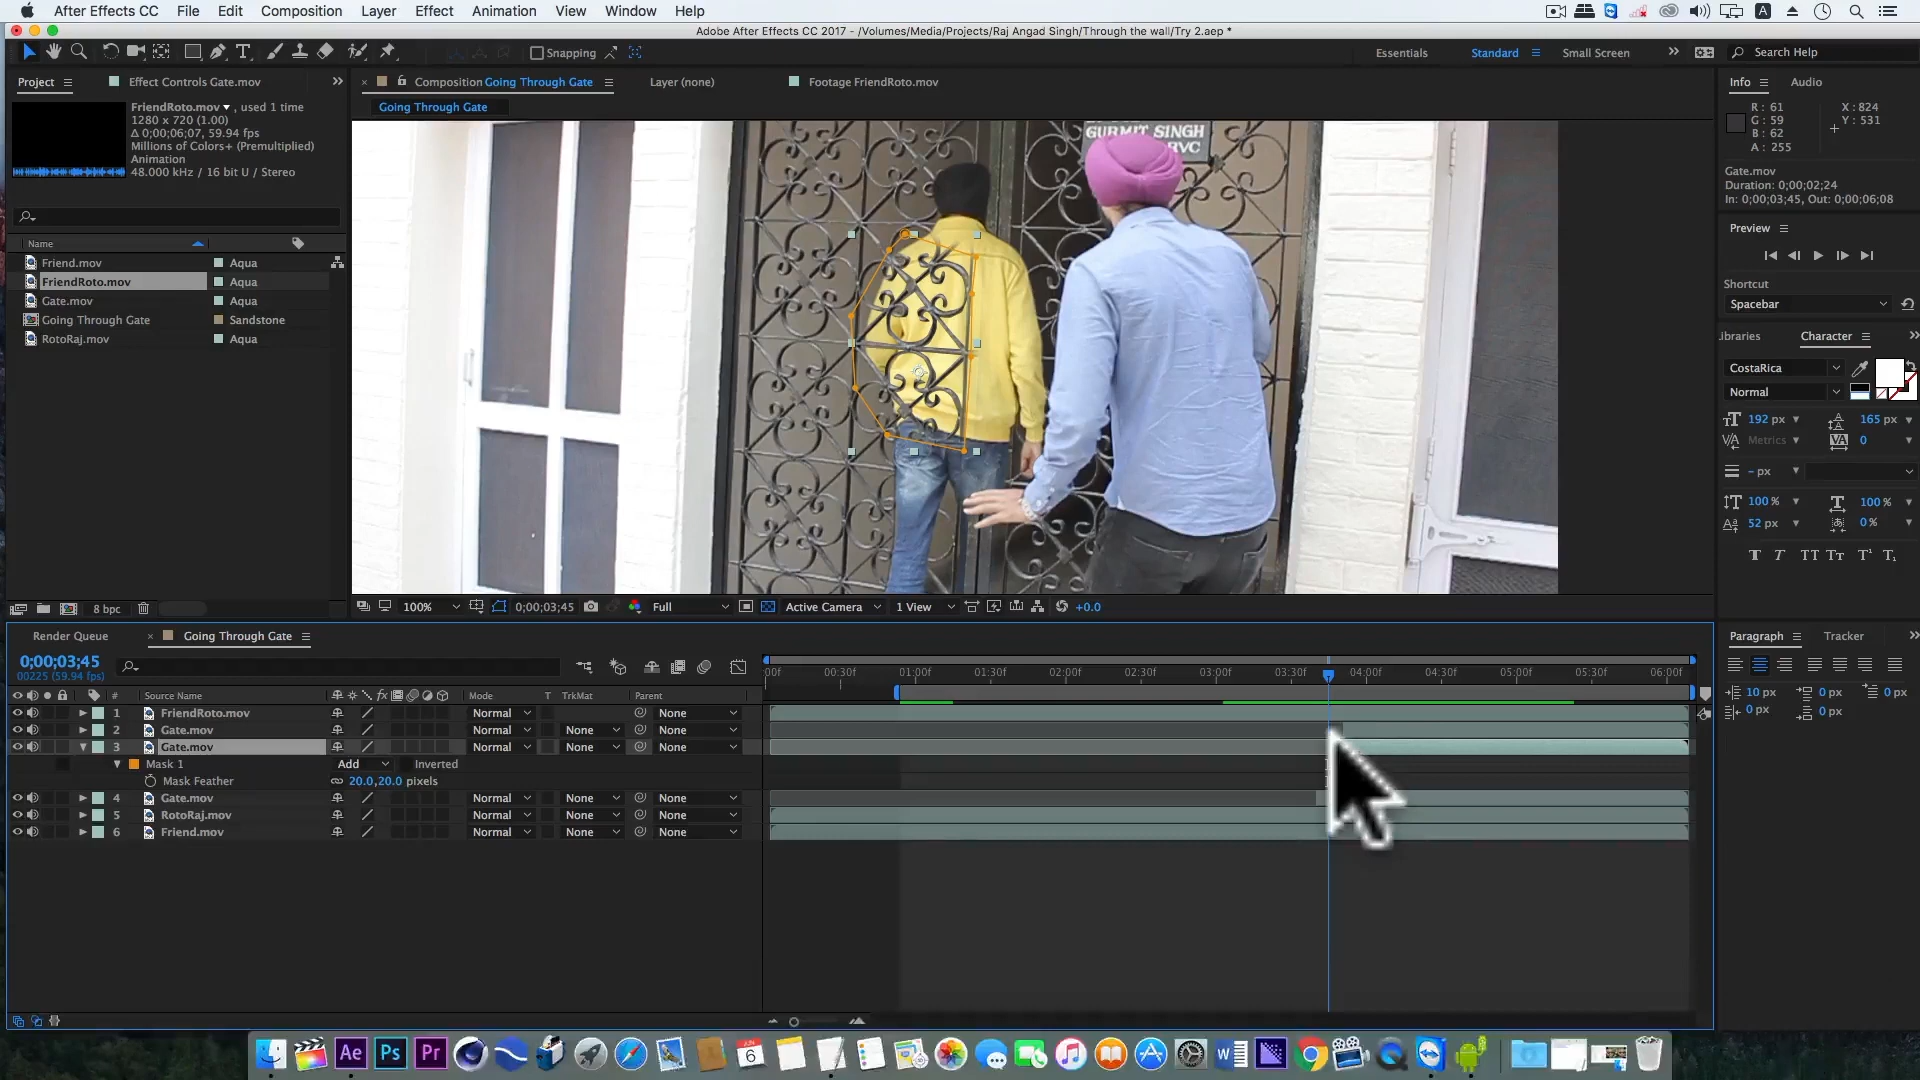 After Effects CC File Edit Composition Layer Effect Animation View Window Help
Adobe After Effects CC 2017 - /Volumes/Media/Projects/Raj Angad Singh/Through the wall/Try 2.aep *
Snapping
Essentials Standard Small Screen Search Help
Project Effect Controls Gate.mov
Composition Going Through Gate Layer (none) Footage FriendRoto.mov
Info Audio
Going Through Gate
FriendRoto.mov , used 1 time
1280 x 720 (1.00)
Δ 0;00;06;07, 59.94 fps
Millions of Colors+ (Premultiplied)
Animation
48.000 kHz / 16 bit U / Stereo
R : 61
G : 59
B : 62
A : 255
X : 824
Y : 531
Gate.mov
Duration: 0;00;02;24
In: 0;00;03;45, Out: 0;00;06;08
GURMIT SINGH
RVC
Name
Friend.mov Aqua
FriendRoto.mov Aqua
Gate.mov Aqua
Going Through Gate Sandstone
RotoRaj.mov Aqua
Preview
Shortcut
Spacebar
ibraries Character
CostaRica
Normal
192 px 165 px
Metrics 0
- px
100 % 100 %
52 px 0 %
8 bpc
100% 0;00;03;45 Full Active Camera 1 View +0.0
Render Queue Going Through Gate
0;00;03;45
00225 (59.94 fps)
00f 00:30f 01:00f 01:30f 02:00f 02:30f 03:00f 03:30f 04:00f 04:30f 05:00f 05:30f 06:00f
# Source Name fx Mode T TrkMat Parent
1 FriendRoto.mov Normal None
2 Gate.mov Normal None None
3 Gate.mov Normal None None
Mask 1 Add Inverted
Mask Feather 20.0,20.0 pixels
4 Gate.mov Normal None None
5 RotoRaj.mov Normal None None
6 Friend.mov Normal None None
Paragraph Tracker
10 px 0 px 0 px
0 px 0 px
Ae Ps Pr
6
W